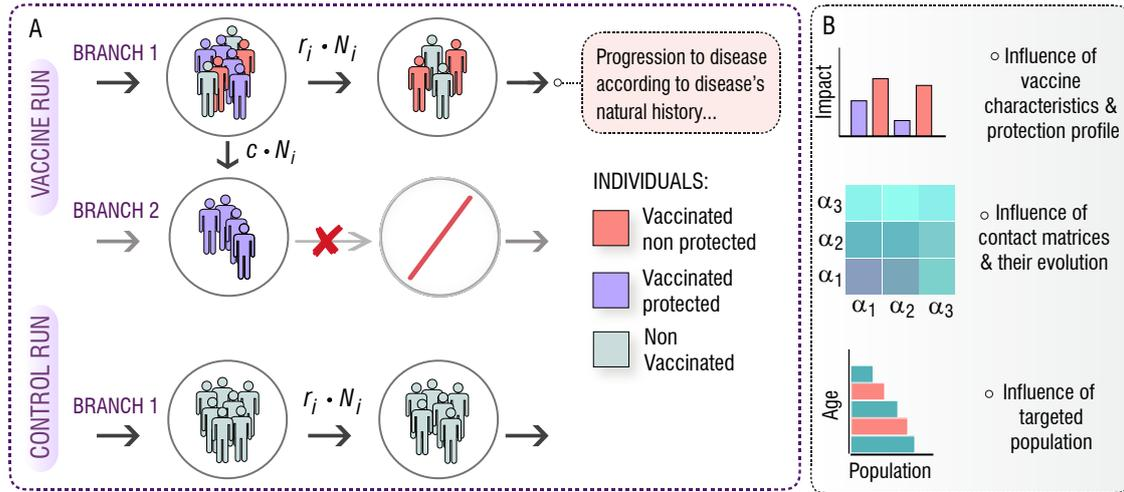 A
VACCINE RUN
BRANCH 1
r_i • N_i
Progression to disease
according to disease's
natural history...
c • N_i
BRANCH 2
INDIVIDUALS:
Vaccinated
non protected
Vaccinated
protected
Non
Vaccinated
CONTROL RUN
BRANCH 1
r_i • N_i
B
Impact
Influence of
vaccine
characteristics &
protection profile
α3
α2
α1
α1 α2 α3
Influence of
contact matrices
& their evolution
Age
Population
Influence of
targeted
population